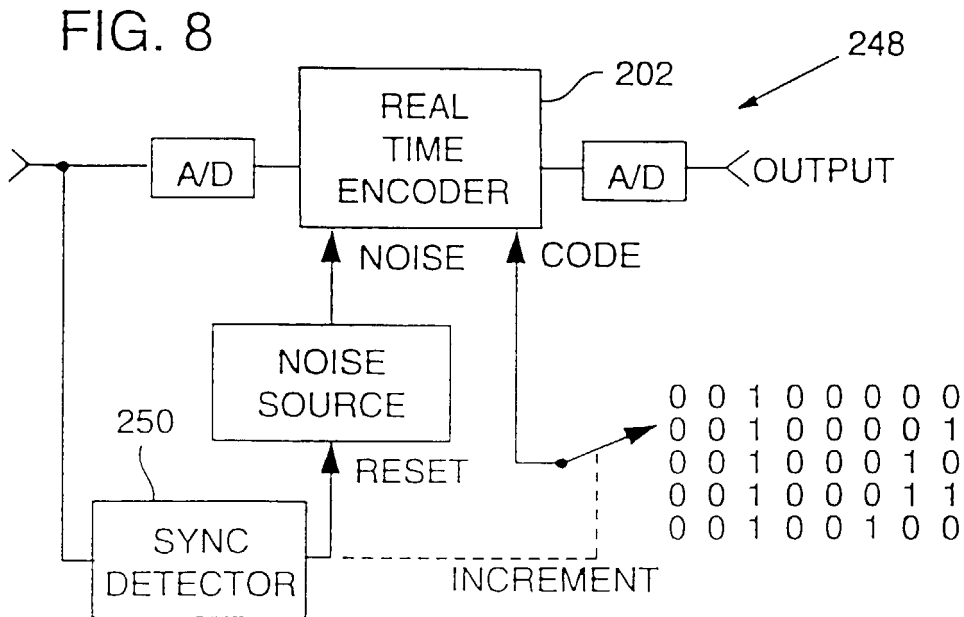 FIG. 8
248
202
REAL
TIME
ENCODER
A/D
A/D
OUTPUT
NOISE
CODE
NOISE
SOURCE
250
RESET
SYNC
DETECTOR
INCREMENT
0 0 1 0 0 0 0 0
0 0 1 0 0 0 0 1
0 0 1 0 0 0 1 0
0 0 1 0 0 0 1 1
0 0 1 0 0 1 0 0